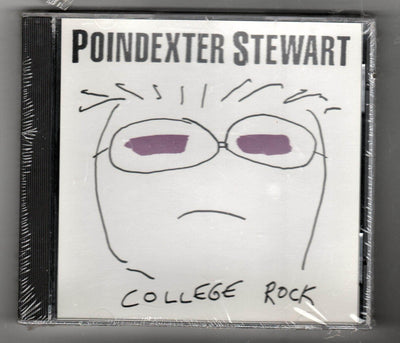 POINDEXTER STEWART
COLLEGE ROCK